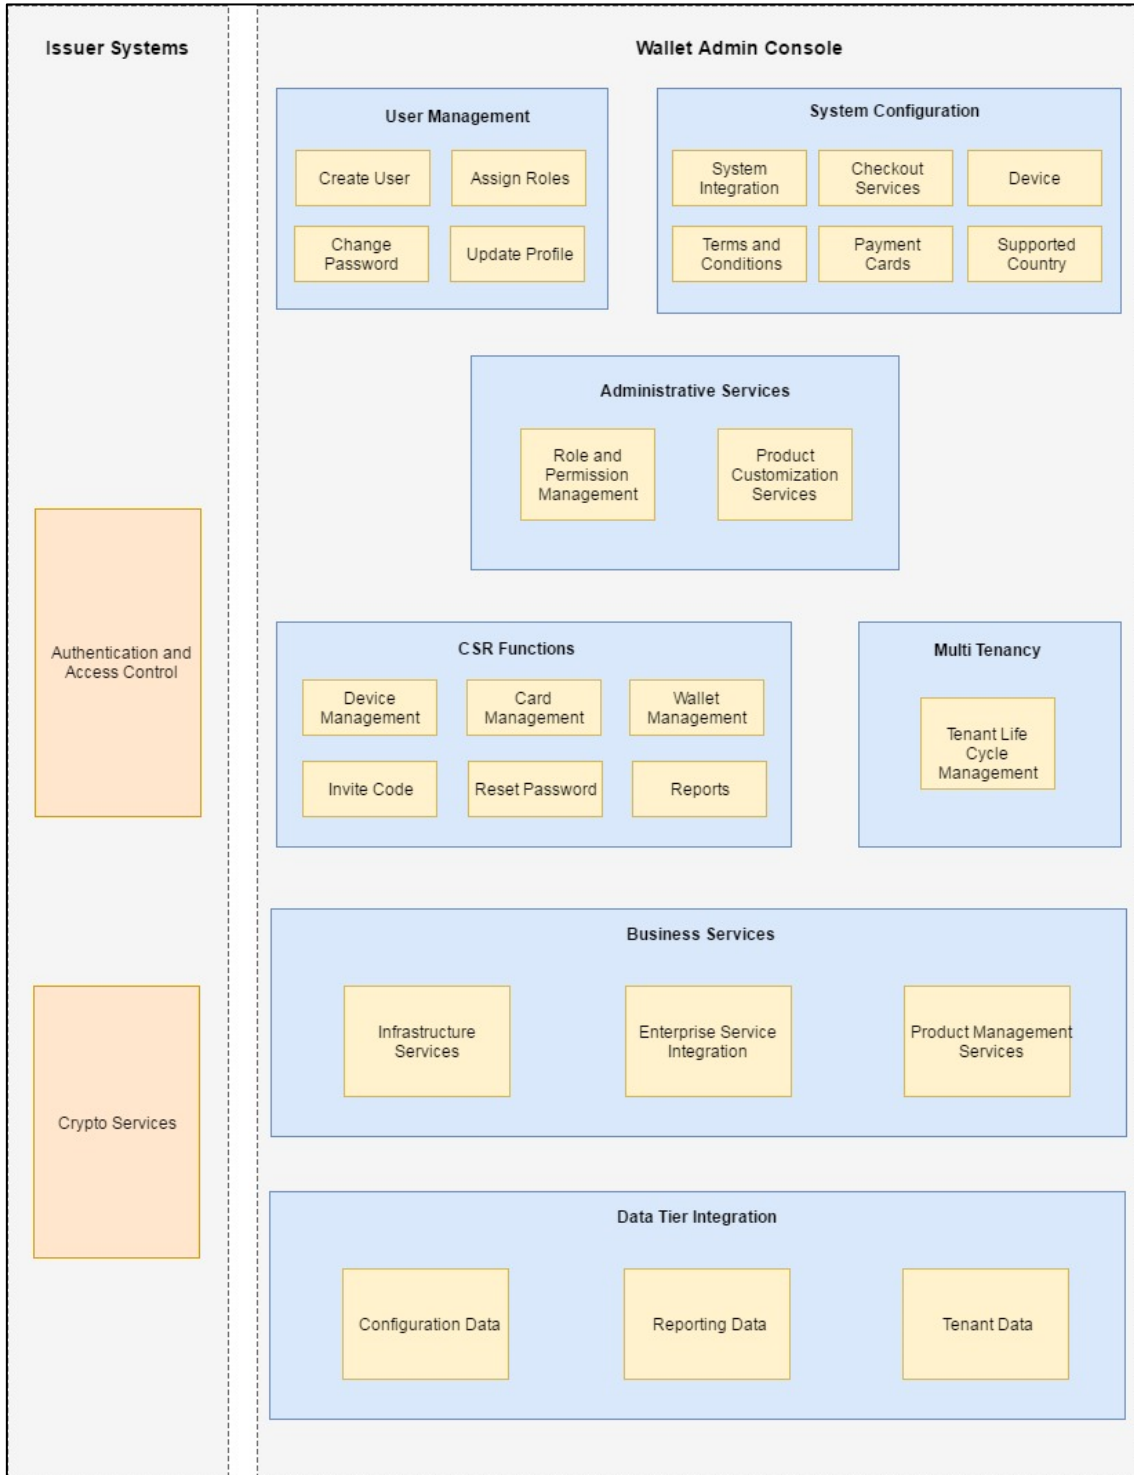 Issuer Systems
Wallet Admin Console
User Management
Create User
Assign Roles
Change
Password
Update Profile
System Configuration
System
Integration
Checkout
Services
Device
Terms and
Conditions
Payment
Cards
Supported
Country
Administrative Services
Role and
Permission
Management
Product
Customization
Services
Authentication and
Access Control
CSR Functions
Device
Management
Card
Management
Wallet
Management
Invite Code
Reset Password
Reports
Multi Tenancy
Tenant Life
Cycle
Management
Business Services
Infrastructure
Services
Enterprise Service
Integration
Product Management
Services
Crypto Services
Data Tier Integration
Configuration Data
Reporting Data
Tenant Data